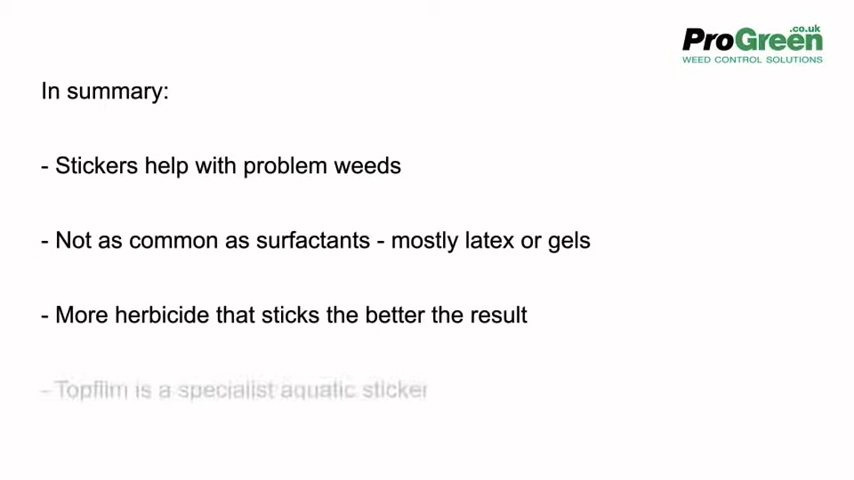 ProGreen.co.uk
WEED CONTROL SOLUTIONS
In summary:
- Stickers help with problem weeds
- Not as common as surfactants - mostly latex or gels
- More herbicide that sticks the better the result
- Topfilm is a specialist aquatic sticker